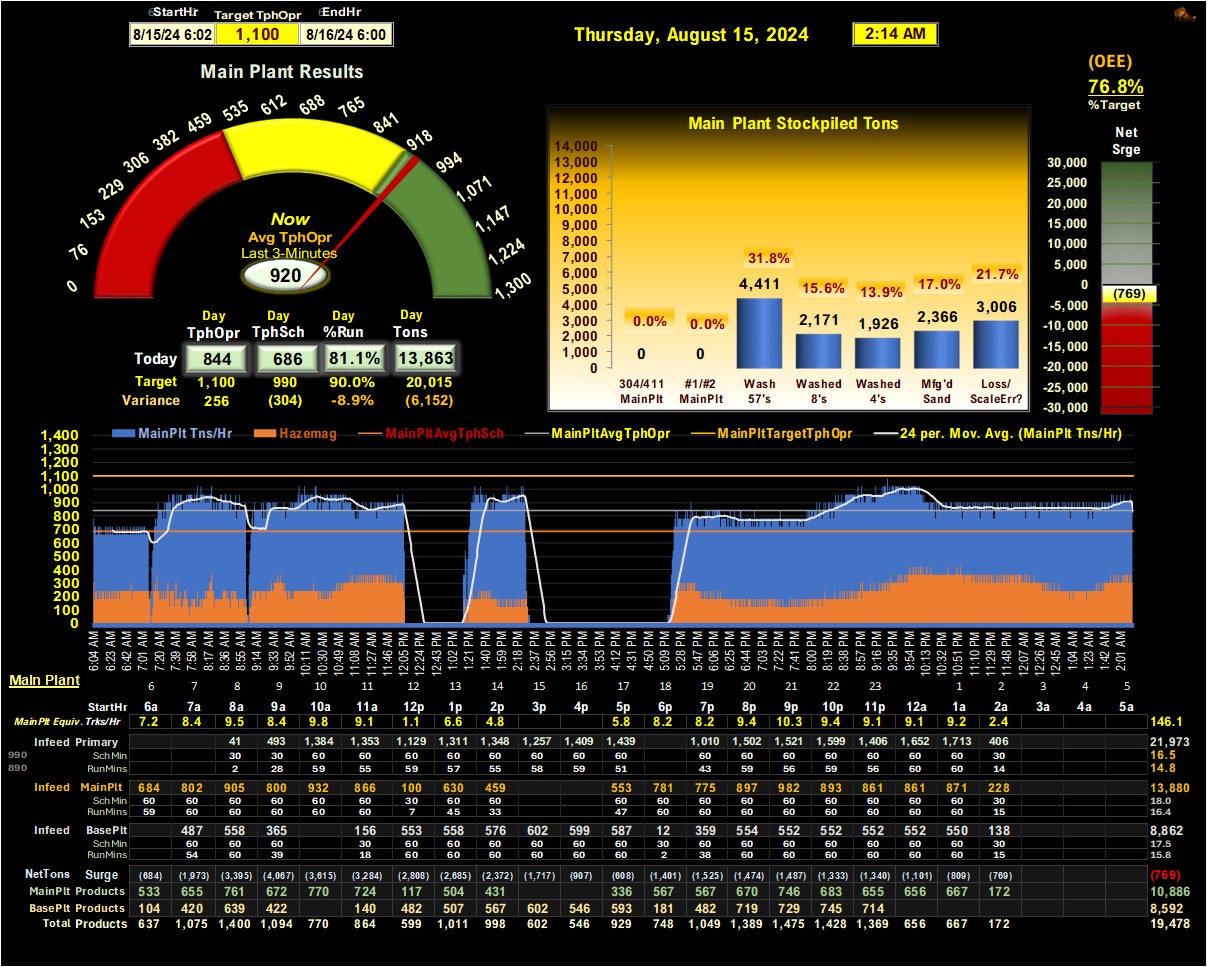 StartHr Target TphOpr EndHr
8/15/24 6:02 1,100 8/16/24 6:00
Thursday, August 15, 2024 2:14 AM
(OEE)
76.8%
%Target
Main Plant Results
0 76 153 229 306 382 459 535 612 688 765 841 918 994 1,071 1,147 1,224 1,300
Now
Avg TphOpr
Last 3-Minutes
920
Day Day Day Day
TphOpr TphSch %Run Tons
Today 844 686 81.1% 13,863
Target 1,100 990 90.0% 20,015
Variance 256 (304) -8.9% (6,152)
Main Plant Stockpiled Tons
14,000
13,000
12,000
11,000
10,000
9,000
8,000
7,000
6,000
5,000
4,000
3,000
2,000
1,000
0
0.0% 0.0% 31.8% 15.6% 13.9% 17.0% 21.7%
0 0 4,411 2,171 1,926 2,366 3,006
304/411 #1/#2 Wash Washed Washed Mfg'd Loss/
MainPlt MainPlt 57's 8's 4's Sand ScaleErr?
Net
Srge
30,000
25,000
20,000
15,000
10,000
5,000
0
(769)
-5,000
-10,000
-15,000
-20,000
-25,000
-30,000
MainPlt Tns/Hr Hazemag MainPltAvgTphSch MainPltAvgTphOpr MainPltTargetTphOpr 24 per. Mov. Avg. (MainPlt Tns/Hr)
1,400
1,300
1,200
1,100
1,000
900
800
700
600
500
400
300
200
100
0
6:04 AM 6:23 AM 6:42 AM 7:01 AM 7:20 AM 7:39 AM 7:58 AM 8:17 AM 8:36 AM 8:55 AM 9:14 AM 9:33 AM 9:52 AM 10:11 AM 10:30 AM 10:49 AM 11:08 AM 11:27 AM 11:46 AM 12:05 PM 12:24 PM 12:43 PM 1:02 PM 1:21 PM 1:40 PM 1:59 PM 2:18 PM 2:37 PM 2:56 PM 3:15 PM 3:34 PM 3:53 PM 4:12 PM 4:31 PM 4:50 PM 5:09 PM 5:28 PM 5:47 PM 6:06 PM 6:25 PM 6:44 PM 7:03 PM 7:22 PM 7:41 PM 8:00 PM 8:19 PM 8:38 PM 8:57 PM 9:16 PM 9:35 PM 9:54 PM 10:13 PM 10:32 PM 10:51 PM 11:10 PM 11:29 PM 11:48 PM 12:07 AM 12:26 AM 12:45 AM 1:04 AM 1:23 AM 1:42 AM 2:01 AM
Main Plant
6 7 8 9 10 11 12 13 14 15 16 17 18 19 20 21 22 23 1 2 3 4 5
StartHr 6a 7a 8a 9a 10a 11a 12p 1p 2p 3p 4p 5p 6p 7p 8p 9p 10p 11p 12a 1a 2a 3a 4a 5a
MainPlt Equiv. Trks/Hr 7.2 8.4 9.5 8.4 9.8 9.1 1.1 6.6 4.8 5.8 8.2 8.2 9.4 10.3 9.4 9.1 9.1 9.2 2.4 146.1
Infeed Primary 41 493 1,384 1,353 1,129 1,311 1,348 1,257 1,409 1,439 1,010 1,502 1,521 1,599 1,406 1,652 1,713 406 21,973
990 Sch Min 30 30 60 60 60 60 60 60 60 60 60 60 60 60 60 60 60 30 16.5
890 RunMins 2 28 59 55 59 57 55 58 59 51 43 59 56 59 56 60 60 14 14.8
Infeed MainPlt 684 802 905 800 932 866 100 630 459 553 781 775 897 982 893 861 861 871 228 13,880
Sch Min 60 60 60 60 60 60 30 60 60 60 60 60 60 60 60 60 60 60 30 18.0
RunMins 59 60 60 60 60 60 7 45 33 47 60 60 60 60 60 60 60 60 15 16.4
Infeed BasePlt 487 558 365 156 553 558 576 602 599 587 12 359 554 552 552 552 552 550 138 8,862
Sch Min 60 60 60 30 60 60 60 60 60 60 30 60 60 60 60 60 60 60 30 17.5
RunMins 54 60 39 18 60 60 60 60 60 60 2 38 60 60 60 60 60 60 15 15.8
NetTons Surge (684) (1,973) (3,395) (4,067) (3,615) (3,284) (2,808) (2,685) (2,372) (1,717) (907) (608) (1,401) (1,525) (1,474) (1,487) (1,333) (1,340) (1,101) (809) (769) (769)
MainPlt Products 533 655 761 672 770 724 117 504 431 336 567 567 670 746 683 655 656 667 172 10,886
BasePlt Products 104 420 639 422 140 482 507 567 602 546 593 181 482 719 729 745 714 8,592
Total Products 637 1,075 1,400 1,094 770 864 599 1,011 998 602 546 929 748 1,049 1,389 1,475 1,428 1,369 656 667 172 19,478